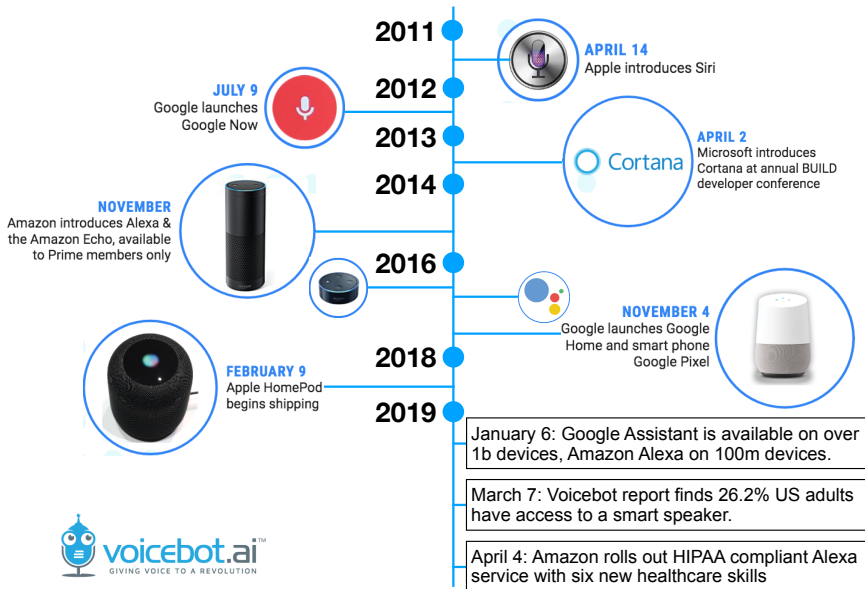 2011
APRIL 14
Apple introduces Siri
JULY 9
Google launches
Google Now
2012
2013
APRIL 2
Microsoft introduces
Cortana at annual BUILD
developer conference
Cortana
2014
NOVEMBER
Amazon introduces Alexa &
the Amazon Echo, available
to Prime members only
2016
NOVEMBER 4
Google launches Google
Home and smart phone
Google Pixel
2018
FEBRUARY 9
Apple HomePod
begins shipping
2019
January 6: Google Assistant is available on over
1b devices, Amazon Alexa on 100m devices.
March 7: Voicebot report finds 26.2% US adults
have access to a smart speaker.
April 4: Amazon rolls out HIPAA compliant Alexa
service with six new healthcare skills
voicebot.ai™
GIVING VOICE TO A REVOLUTION